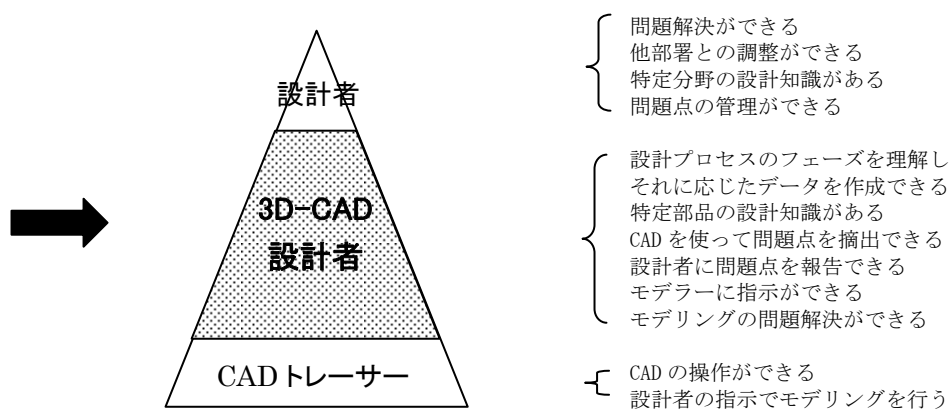 設計者
3D-CAD
設計者
CADトレーサー
問題解決ができる
他部署との調整ができる
特定分野の設計知識がある
問題点の管理ができる
設計プロセスのフェーズを理解し
それに応じたデータを作成できる
特定部品の設計知識がある
CADを使って問題点を摘出できる
設計者に問題点を報告できる
モデラーに指示ができる
モデリングの問題解決ができる
CADの操作ができる
設計者の指示でモデリングを行う